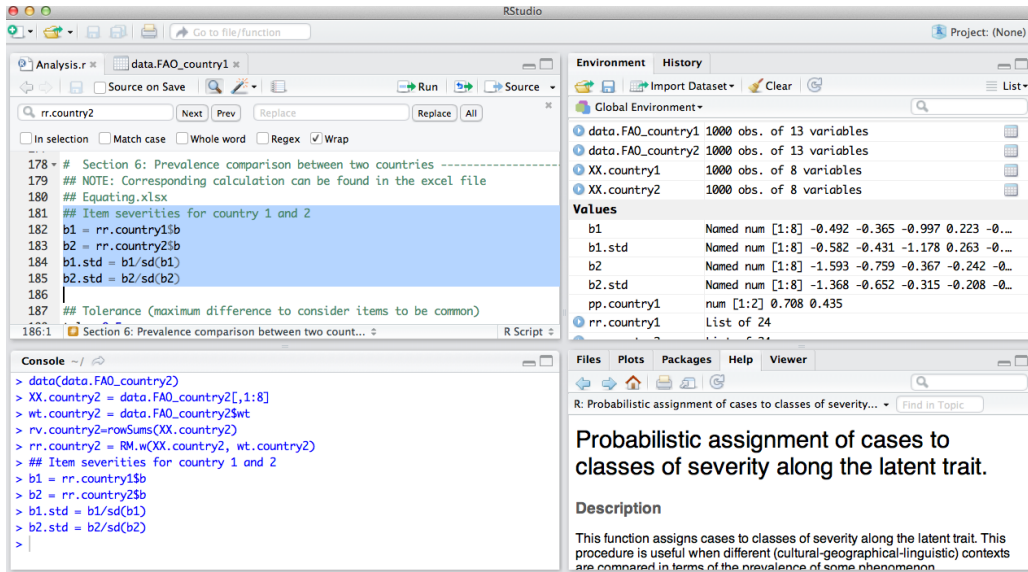 RStudio
Go to file/function
Project: (None)
Analysis.r
data.FAO_country1
Source on Save
Run
Source
rr.country2
Next
Prev
Replace
Replace
All
In selection
Match case
Whole word
Regex
Wrap
178 # Section 6: Prevalence comparison between two countries ------------------
179 ## NOTE: Corresponding calculation can be found in the excel file
180 ## Equating.xlsx
181 ## Item severities for country 1 and 2
182 b1 = rr.country1$b
183 b2 = rr.country2$b
184 b1.std = b1/sd(b1)
185 b2.std = b2/sd(b2)
186
187 ## Tolerance (maximum difference to consider items to be common)
186:1
Section 6: Prevalence comparison between two count...
R Script
Console ~/
> data(data.FAO_country2)
> XX.country2 = data.FAO_country2[,1:8]
> wt.country2 = data.FAO_country2$wt
> rv.country2=rowSums(XX.country2)
> rr.country2 = RM.w(XX.country2, wt.country2)
> ## Item severities for country 1 and 2
> b1 = rr.country1$b
> b2 = rr.country2$b
> b1.std = b1/sd(b1)
> b2.std = b2/sd(b2)
>
Environment
History
Import Dataset
Clear
List
Global Environment
data.FAO_country1 1000 obs. of 13 variables
data.FAO_country2 1000 obs. of 13 variables
XX.country1 1000 obs. of 8 variables
XX.country2 1000 obs. of 8 variables
Values
b1 Named num [1:8] -0.492 -0.365 -0.997 0.223 -0.…
b1.std Named num [1:8] -0.582 -0.431 -1.178 0.263 -0.…
b2 Named num [1:8] -1.593 -0.759 -0.367 -0.242 -0…
b2.std Named num [1:8] -1.368 -0.652 -0.315 -0.208 -0…
pp.country1 num [1:2] 0.708 0.435
rr.country1 List of 24
Files
Plots
Packages
Help
Viewer
R: Probabilistic assignment of cases to classes of severity...
Find in Topic
Probabilistic assignment of cases to
classes of severity along the latent trait.
Description
This function assigns cases to classes of severity along the latent trait. This
procedure is useful when different (cultural-geographical-linguistic) contexts
are compared in terms of the prevalence of some phenomenon.